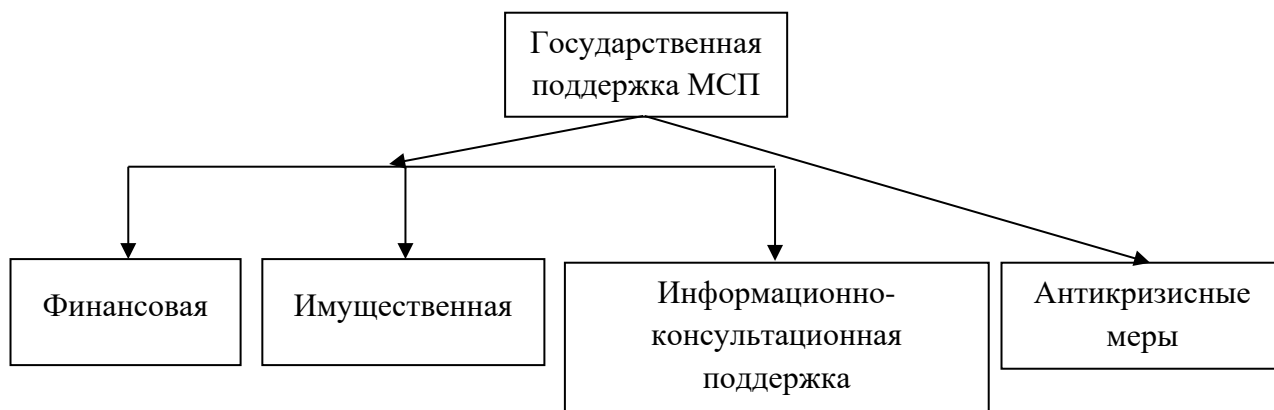 Государственная
поддержка МСП
Финансовая
Имущественная
Информационно-
консультационная
поддержка
Антикризисные
меры